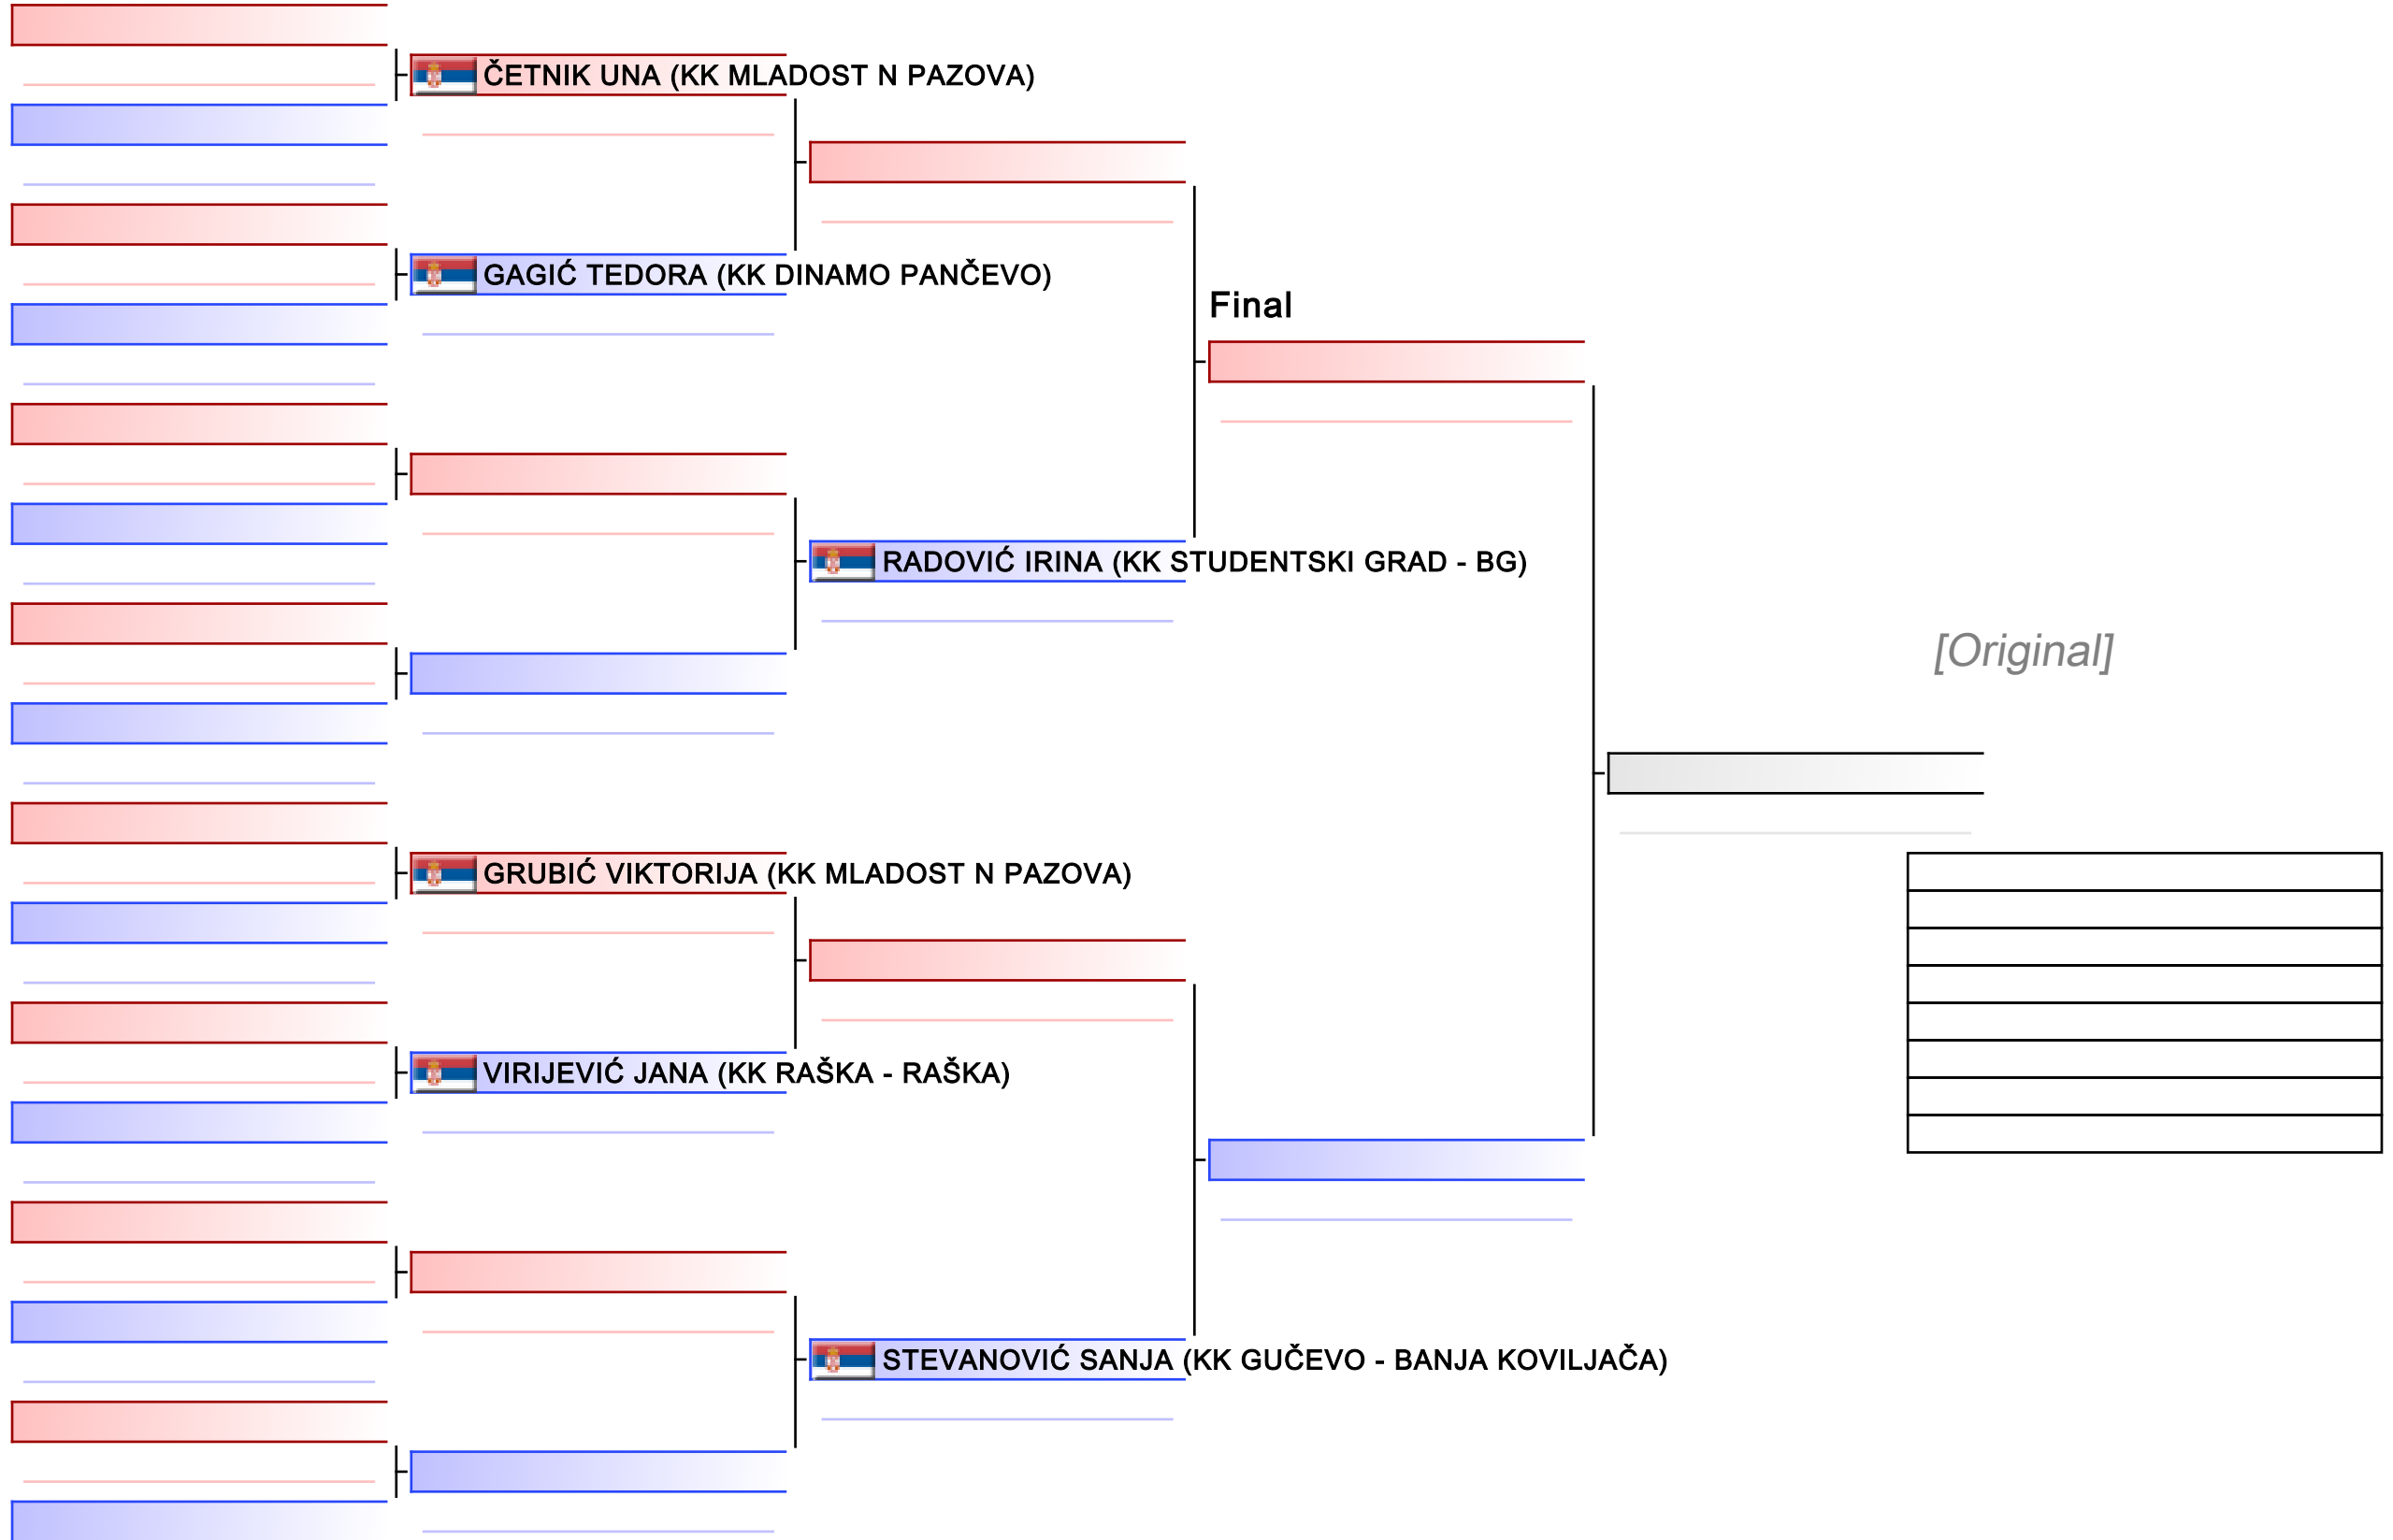 ČETNIK UNA (KK MLADOST N PAZOVA)
GAGIĆ TEDORA (KK DINAMO PANČEVO)
Final
RADOVIĆ IRINA (KK STUDENTSKI GRAD - BG)
[Original]
GRUBIĆ VIKTORIJA (KK MLADOST N PAZOVA)
VIRIJEVIĆ JANA (KK RAŠKA - RAŠKA)
STEVANOVIĆ SANJA (KK GUČEVO - BANJA KOVILJAČA)